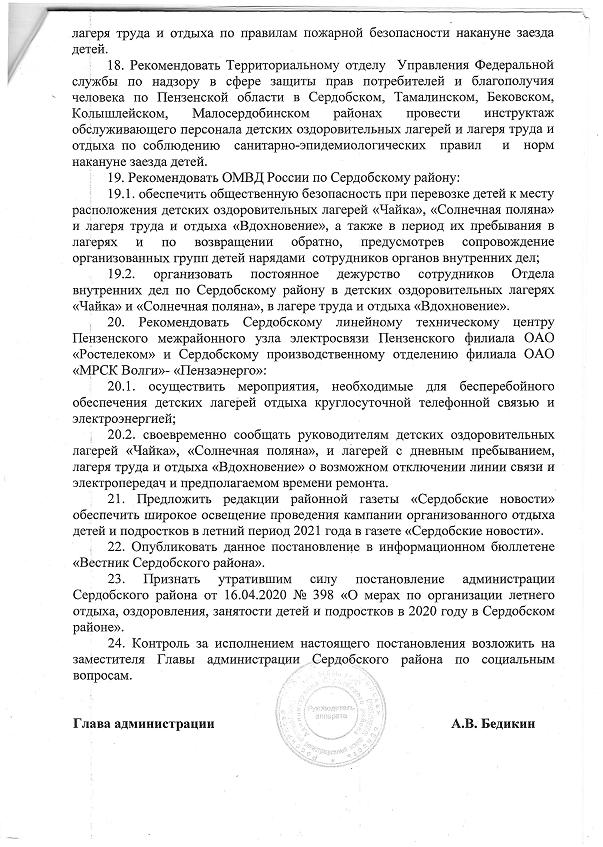 лагеря труда и отдыха по правилам пожарной безопасности накануне заезда
детей.
18. Рекомендовать Территориальному отделу Управления Федеральной
службы по надзору в сфере защиты прав потребителей и благополучия
человека по Пензенской области в Сердобском, Тамалинском, Бековском,
Колышлейском, Малосердобинском районах провести инструктаж
обслуживающего персонала детских оздоровительных лагерей и лагеря труда и
отдыха по соблюдению санитарно-эпидемиологических правил и норм
накануне заезда детей.
19. Рекомендовать ОМВД России по Сердобскому району:
19.1. обеспечить общественную безопасность при перевозке детей к месту
расположения детских оздоровительных лагерей «Чайка», «Солнечная поляна»
и лагеря труда и отдыха «Вдохновение», а также в период их пребывания в
лагерях и по возвращении обратно, предусмотрев сопровождение
организованных групп детей нарядами сотрудников органов внутренних дел;
19.2. организовать постоянное дежурство сотрудников Отдела
внутренних дел по Сердобскому району в детских оздоровительных лагерях
«Чайка» и «Солнечная поляна», в лагере труда и отдыха «Вдохновение».
20. Рекомендовать Сердобскому линейному техническому центру
Пензенского межрайонного узла электросвязи Пензенского филиала ОАО
«Ростелеком» и Сердобскому производственному отделению филиала ОАО
«МРСК Волги»- «Пензаэнерго»:
20.1. осуществить мероприятия, необходимые для бесперебойного
обеспечения детских лагерей отдыха круглосуточной телефонной связью и
электроэнергией;
20.2. своевременно сообщать руководителям детских оздоровительных
лагерей «Чайка», «Солнечная поляна», и лагерей с дневным пребыванием,
лагеря труда и отдыха «Вдохновение» о возможном отключении линии связи и
электропередач и предполагаемом времени ремонта.
21. Предложить редакции районной газеты «Сердобские новости»
обеспечить широкое освещение проведения кампании организованного отдыха
детей и подростков в летний период 2021 года в газете «Сердобские новости».
22. Опубликовать данное постановление в информационном бюллетене
«Вестник Сердобского района».
23. Признать утратившим силу постановление администрации
Сердобского района от 16.04.2020 № 398 «О мерах по организации летнего
отдыха, оздоровления, занятости детей и подростков в 2020 году в Сердобском
районе».
24. Контроль за исполнением настоящего постановления возложить на
заместителя Главы администрации Сердобского района по социальным
вопросам.
Руководитель
аппарата
Глава администрации А.В. Бедикин